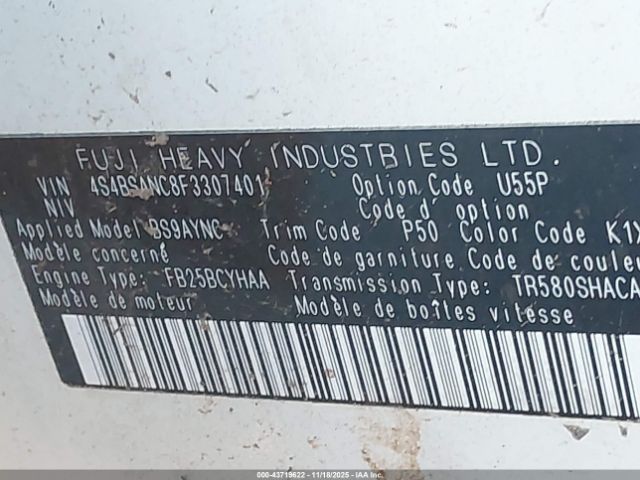 FUJI HEAVY INDUSTRIES LTD.
VIN 4S4BSANC8F3307401 Option Code U55P
NIV Code d' option
Applied Model BS9AYNC Trim Code P50 Color Code K1X
Modèle concerné Code de garniture Code de couleu
Engine Type: FB25BCYHAA Transmission Type: TR580SHACA
Modèle de moteur Modèle de boîtes vitesse
000-43719622 - 11/18/2025 - IAA Inc.